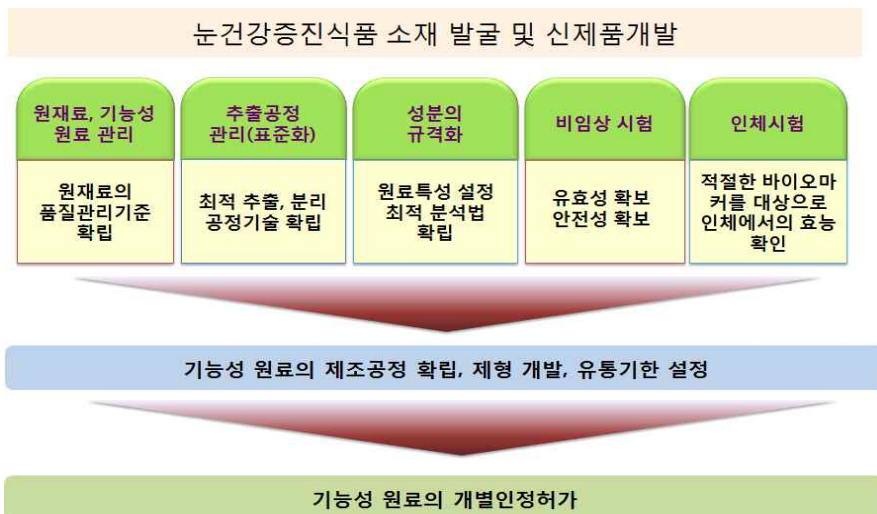 눈건강증진식품 소재 발굴 및 신제품개발
원재료, 기능성
원료 관리
원재료의
품질관리기준
확립
추출공정
관리(표준화)
최적 추출, 분리
공정기술 확립
성분의
규격화
원료특성 설정
최적 분석법
확립
비임상 시험
유효성 확보
안전성 확보
인체시험
적절한 바이오마
커를 대상으로
인체에서의 효능
확인
기능성 원료의 제조공정 확립, 제형 개발, 유통기한 설정
기능성 원료의 개별인정허가